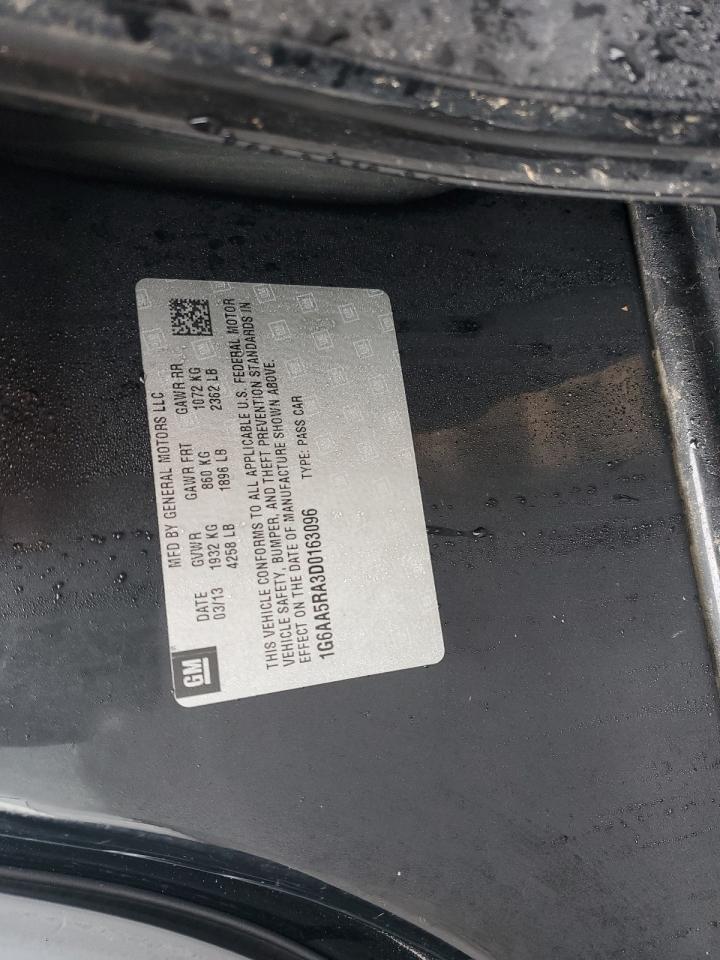 GM
MFD BY GENERAL MOTORS LLC
DATE GVWR GAWR FRT GAWR RR
03/13 1932 KG 860 KG 1072 KG
4258 LB 1896 LB 2362 LB
THIS VEHICLE CONFORMS TO ALL APPLICABLE U.S. FEDERAL MOTOR
VEHICLE SAFETY, BUMPER, AND THEFT PREVENTION STANDARDS IN
EFFECT ON THE DATE OF MANUFACTURE SHOWN ABOVE.
1G6AA5RA3D0163096 TYPE: PASS CAR